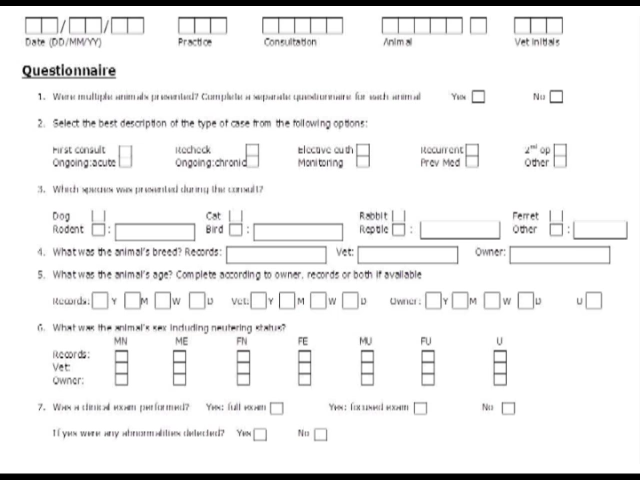 / /
Date (DD/MM/YY) Practice Consultation Animal Vet Initials
Questionnaire
1. Were multiple animals presented? Complete a separate questionnaire for each animal Yes No
2. Select the best description of the type of case from the following options:
First consult Recheck Elective euth Recurrent 2nd op
Ongoing:acute Ongoing:chronic Monitoring Prev Med Other
3. Which species was presented during the consult?
Dog Cat Rabbit Ferret
Rodent : Bird : Reptile : Other :
4. What was the animal's breed? Records: Vet: Owner:
5. What was the animal's age? Complete according to owner, records or both if available
Records: Y M W D Vet: Y M W D Owner: Y M W D U
6. What was the animal's sex including neutering status?
MN ME FN FE MU FU U
Records:
Vet:
Owner:
7. Was a clinical exam performed? Yes: full exam Yes: focused exam No
If yes were any abnormalities detected? Yes No